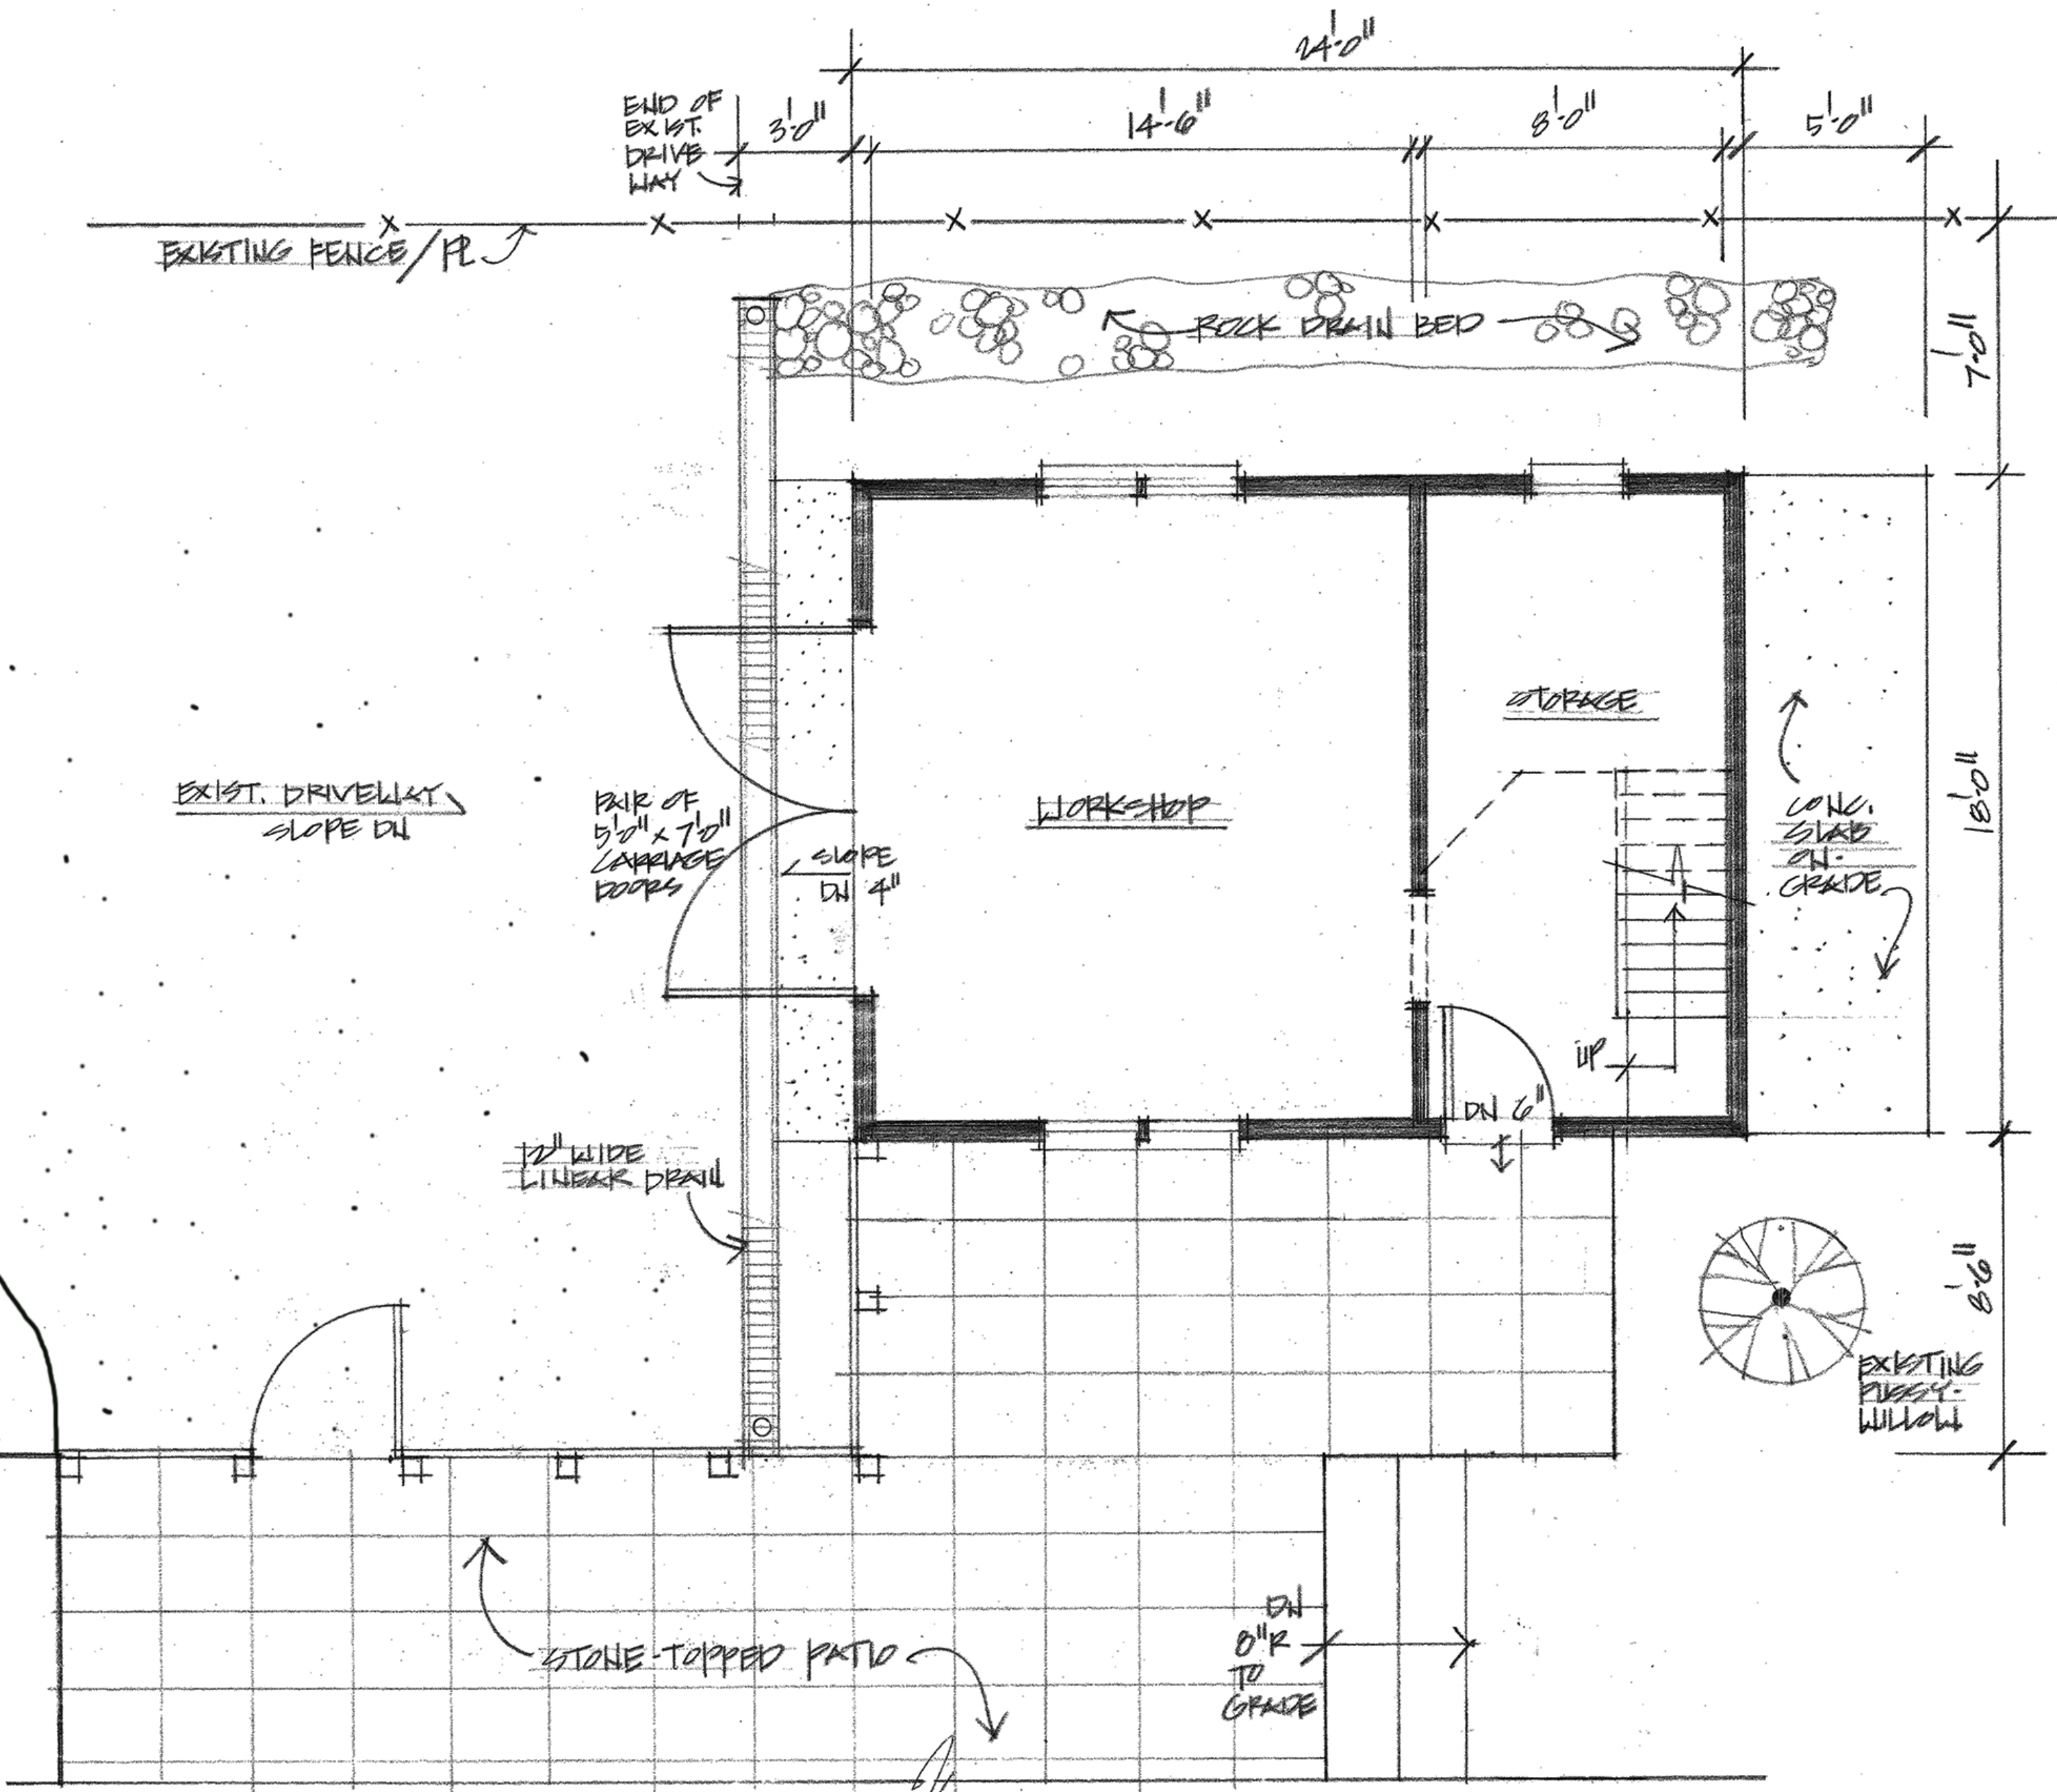 24'-0"
END OF
EXIST.
DRIVE
WAY
3'-0"
14'-6"
8'-0"
5'-0"
EXISTING FENCE/PL
ROCK DRAIN BED
7'-0"
STORAGE
EXIST. DRIVEWAY
SLOPE DN
PAIR OF
5'-0" x 7'-0"
CARRIAGE
DOORS
SLOPE
DN 4"
WORKSHOP
CONC.
SLAB
ON-
GRADE
18'-0"
UP
DN 6"
12" WIDE
LINEAR DRAIN
8'-6"
EXISTING
PUSSY-
WILLOW
STONE-TOPPED PATIO
DN
8"R
TO
GRADE